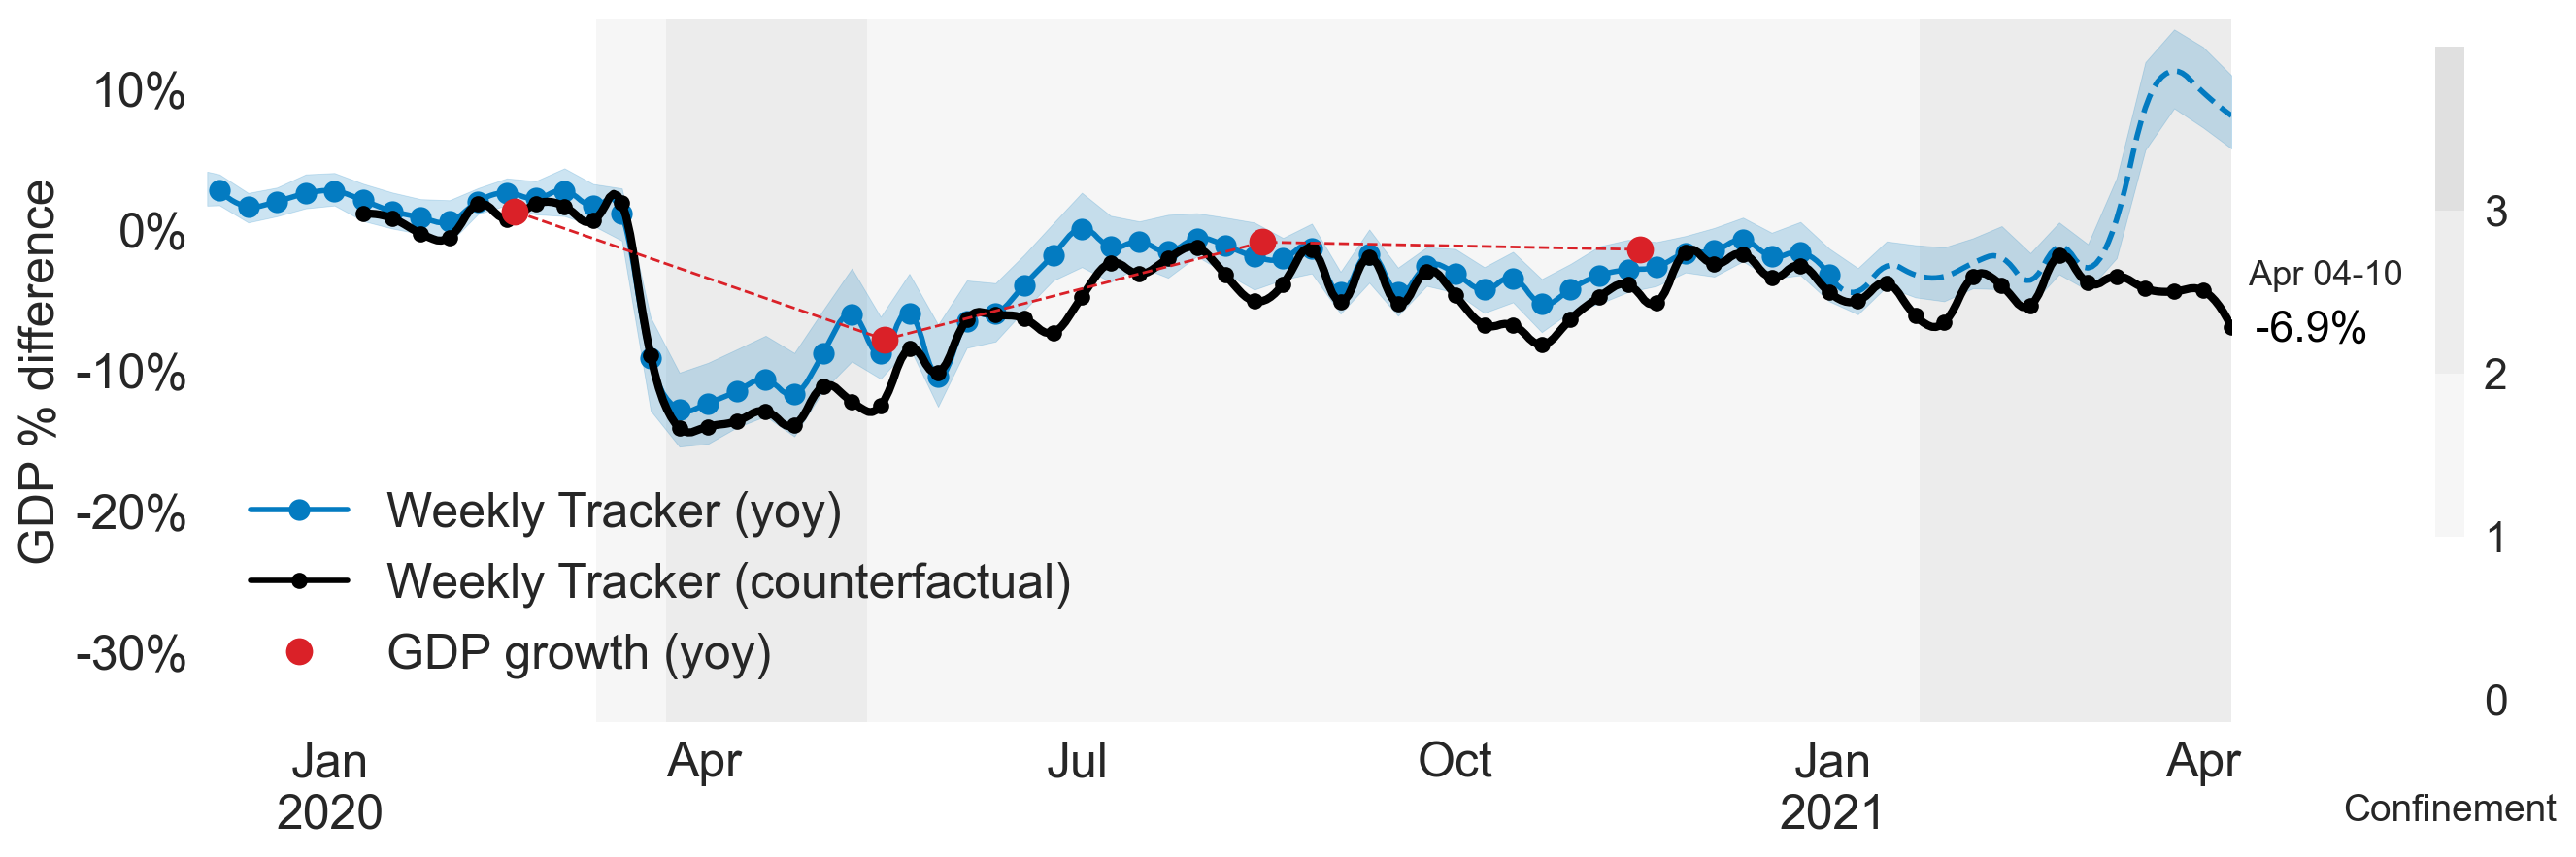 GDP % difference
10%
0%
-10%
-20%
-30%
Weekly Tracker (yoy)
Weekly Tracker (counterfactual)
GDP growth (yoy)
Jan
2020
Apr
Jul
Oct
Jan
2021
Apr
Apr 04-10
-6.9%
3
2
1
0
Confinement